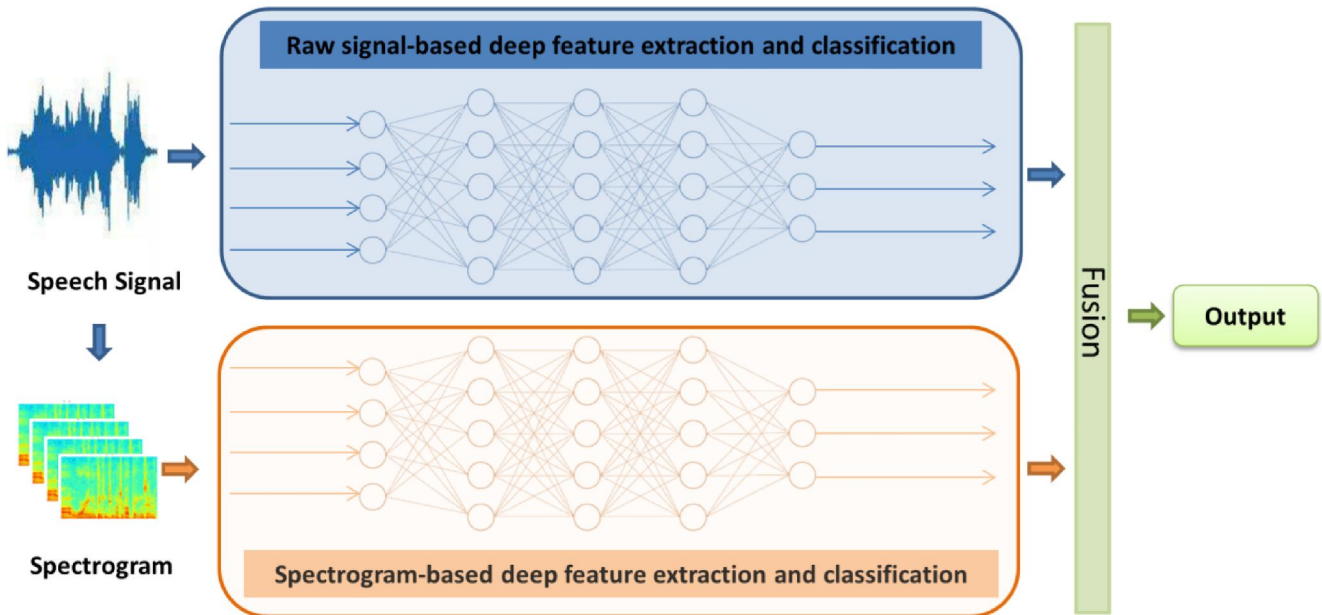 Raw signal-based deep feature extraction and classification
Speech Signal
Spectrogram
Spectrogram-based deep feature extraction and classification
Fusion
Output